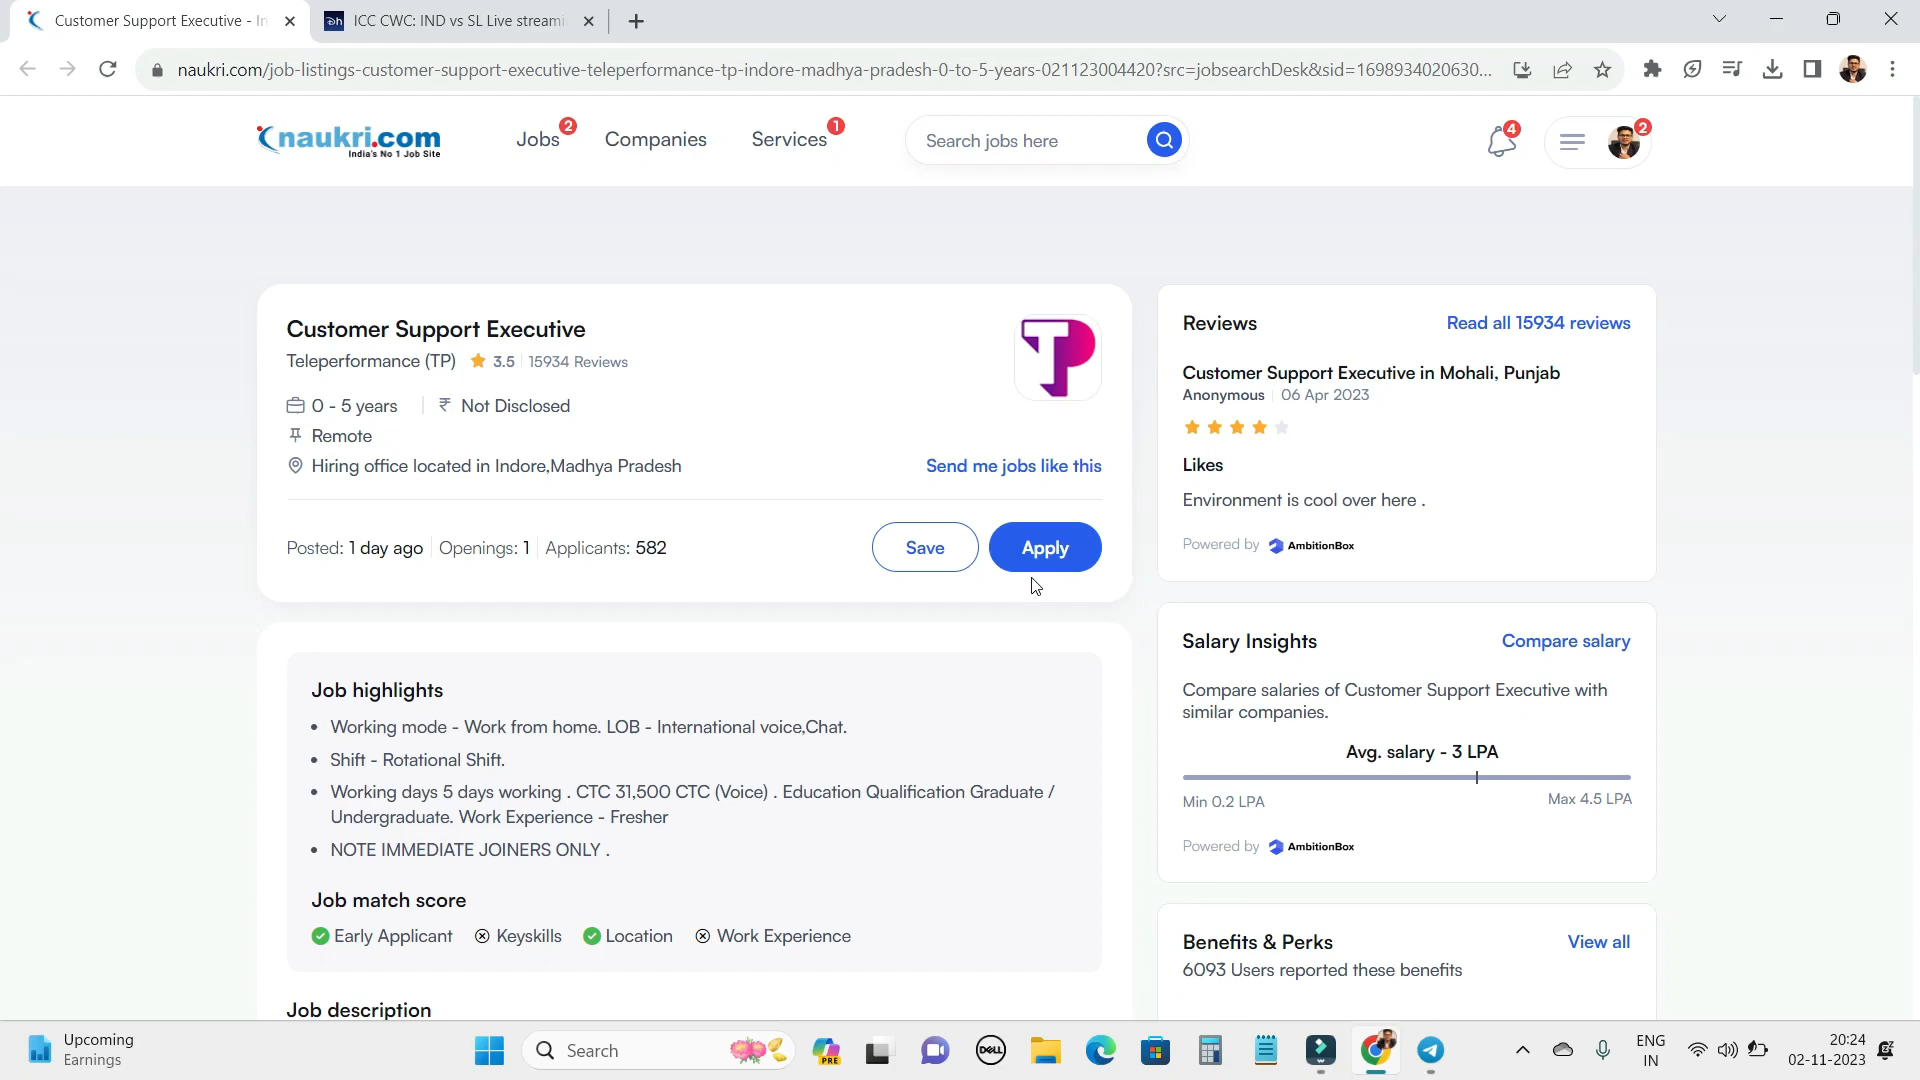 Customer Support Executive - In
ICC CWC: IND vs SL Live streami
naukri.com/job-listings-customer-support-executive-teleperformance-tp-indore-madhya-pradesh-0-to-5-years-021123004420?src=jobsearchDesk&sid=1698934020630...
naukri.com
India's No 1 Job Site
Jobs 2
Companies
Services 1
Search jobs here
4
2
Customer Support Executive
Teleperformance (TP) 3.5 15934 Reviews
0 - 5 years ₹ Not Disclosed
Remote
Hiring office located in Indore,Madhya Pradesh
Send me jobs like this
Posted: 1 day ago Openings: 1 Applicants: 582
Save
Apply
TP
Job highlights
• Working mode - Work from home. LOB - International voice,Chat.
• Shift - Rotational Shift.
• Working days 5 days working . CTC 31,500 CTC (Voice) . Education Qualification Graduate /
Undergraduate. Work Experience - Fresher
• NOTE IMMEDIATE JOINERS ONLY .
Job match score
Early Applicant Keyskills Location Work Experience
Job description
Reviews
Read all 15934 reviews
Customer Support Executive in Mohali, Punjab
Anonymous 06 Apr 2023
Likes
Environment is cool over here .
Powered by AmbitionBox
Salary Insights
Compare salary
Compare salaries of Customer Support Executive with
similar companies.
Avg. salary - 3 LPA
Min 0.2 LPA
Max 4.5 LPA
Powered by AmbitionBox
Benefits & Perks
View all
6093 Users reported these benefits
Upcoming
Earnings
Search
PRE
DELL
ENG
IN
20:24
02-11-2023